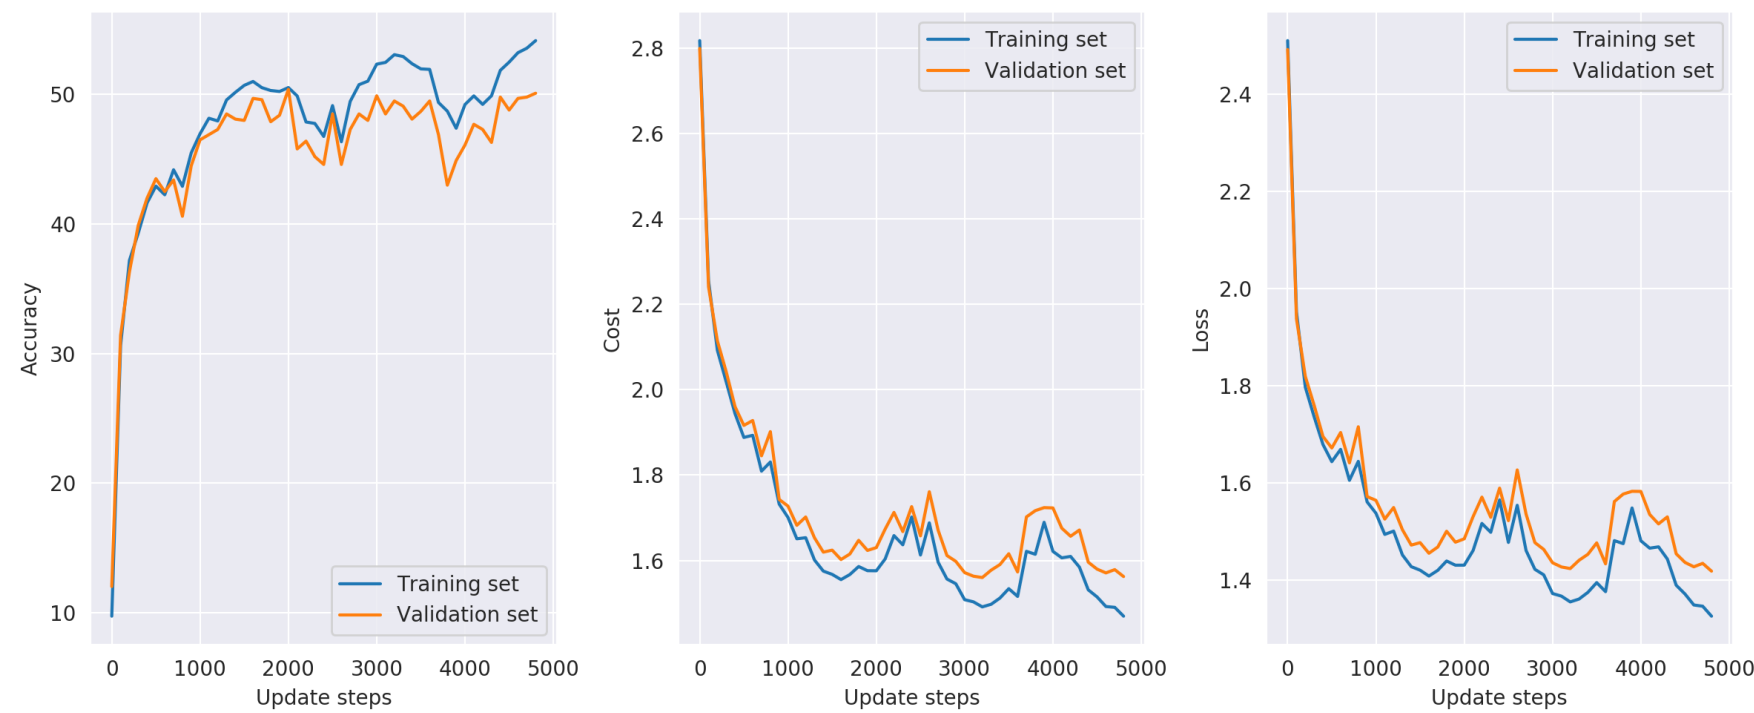 50
40
30
20
10
Accuracy
Training set
Validation set
0 1000 2000 3000 4000 5000
Update steps
Training set
Validation set
2.8
2.6
2.4
2.2
2.0
1.8
1.6
Cost
0 1000 2000 3000 4000 5000
Update steps
Training set
Validation set
2.4
2.2
2.0
1.8
1.6
1.4
Loss
0 1000 2000 3000 4000 5000
Update steps